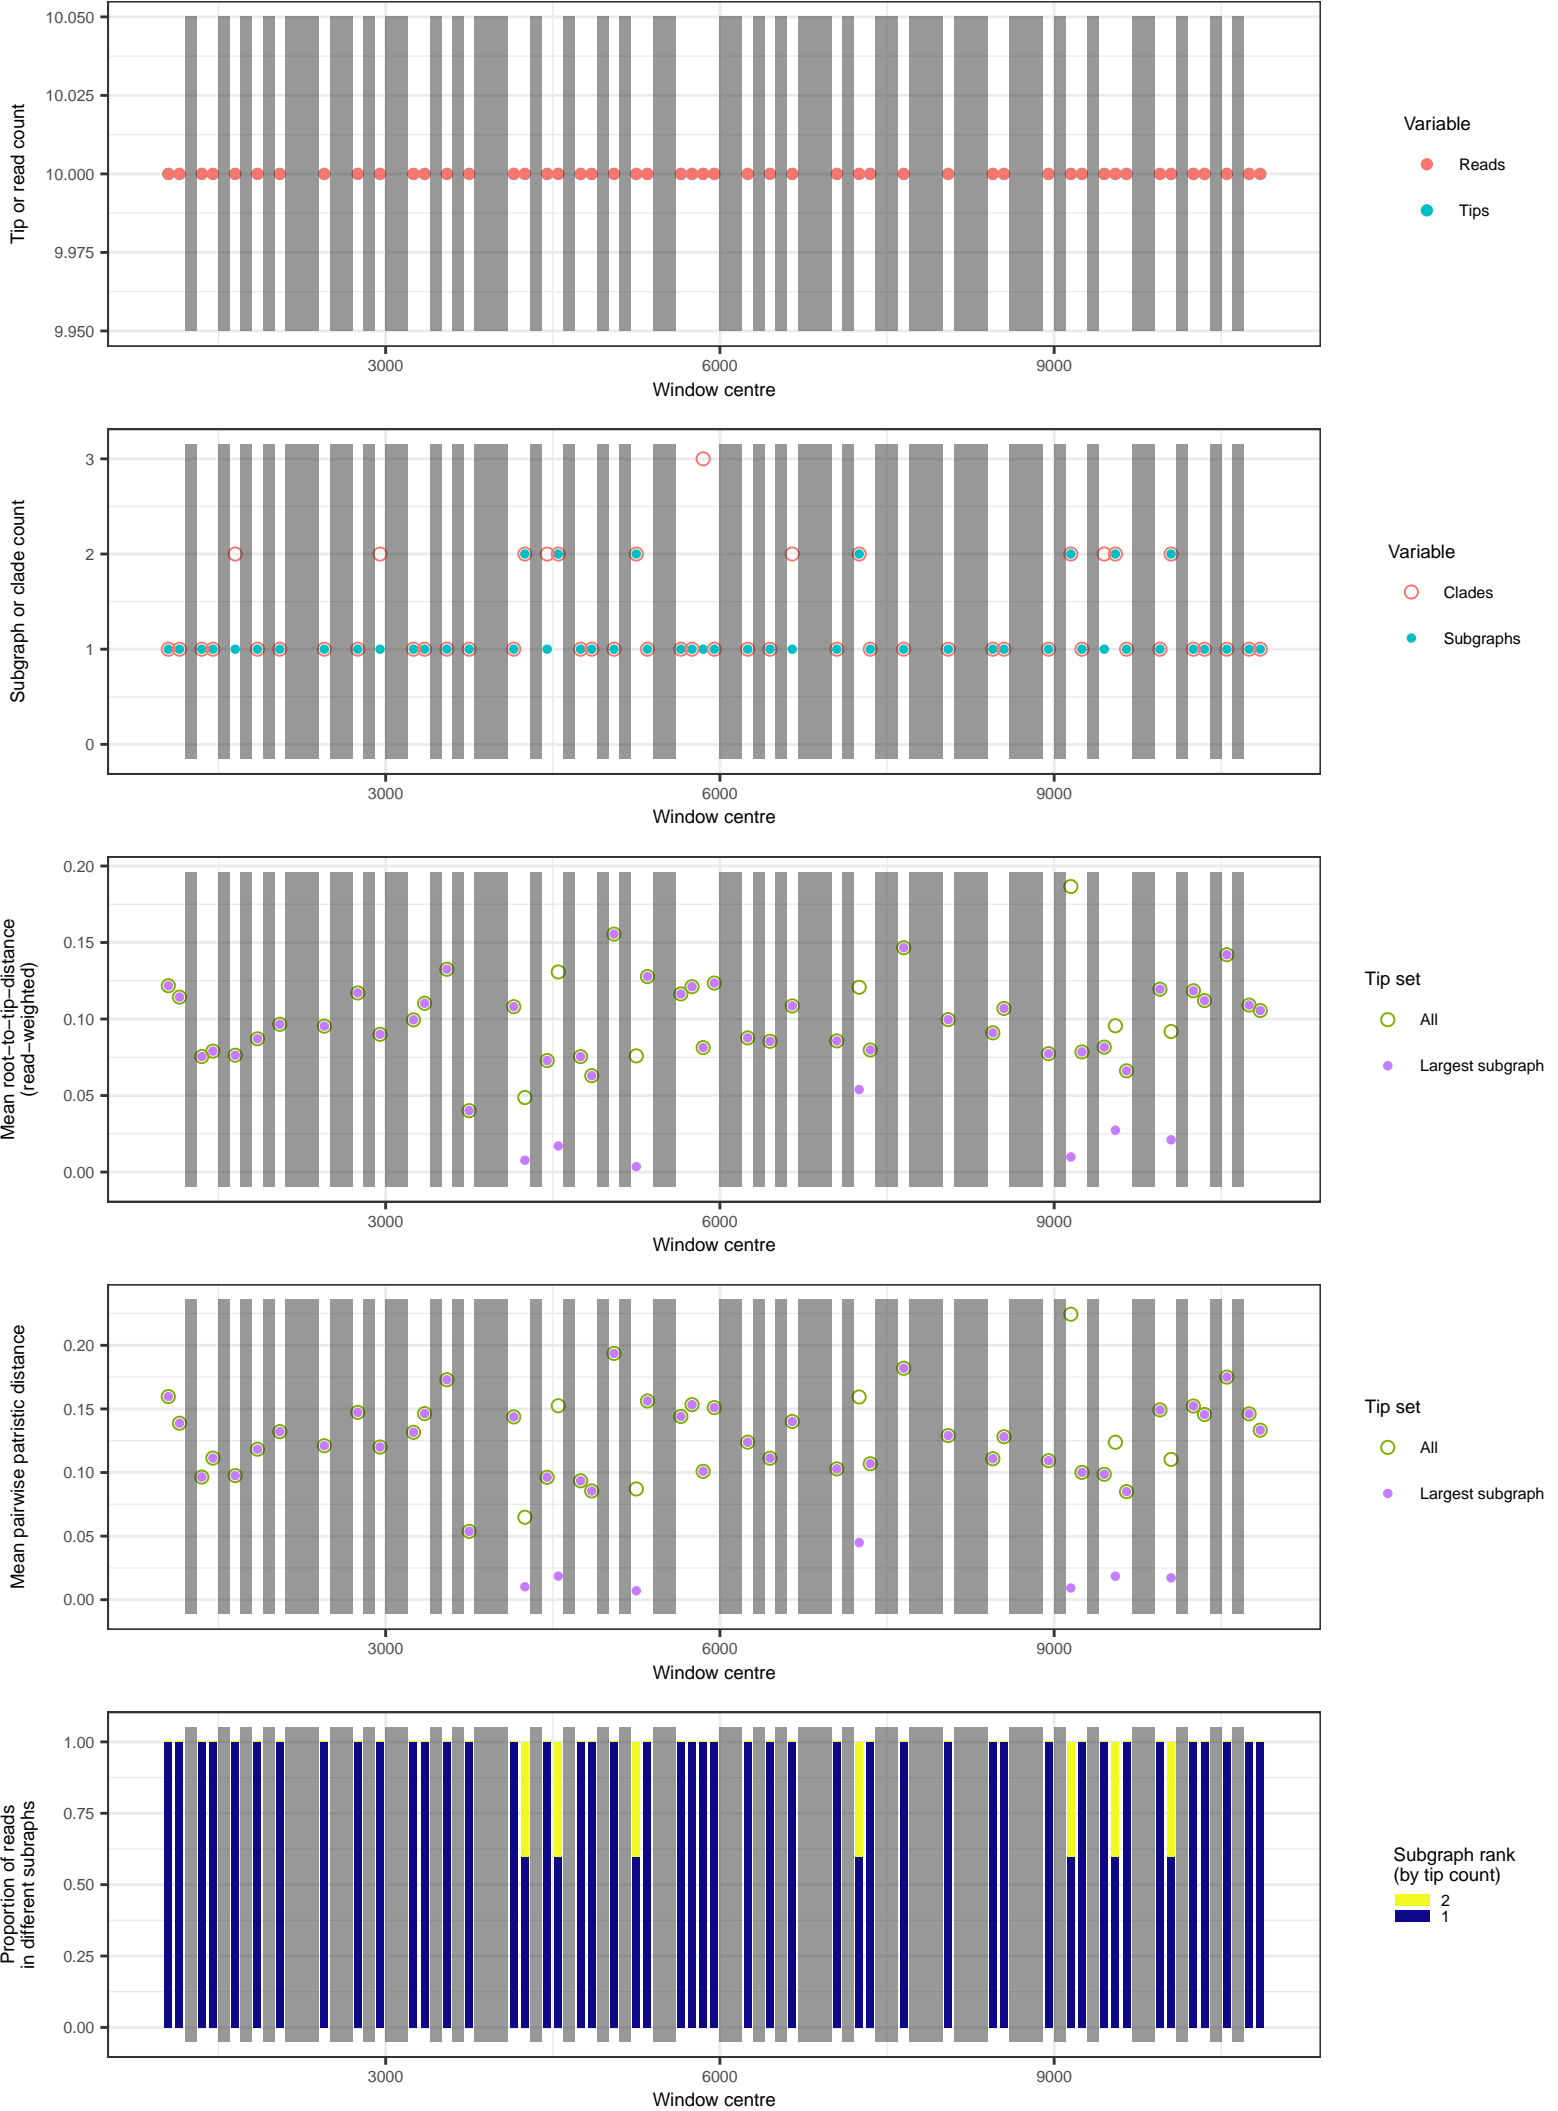 10.050
10.025
10.000
9.975
9.950
Tip or read count
3000 6000 9000
Window centre
Variable
Reads
Tips
3
2
1
0
Subgraph or clade count
3000 6000 9000
Window centre
Variable
Clades
Subgraphs
0.20
0.15
0.10
0.05
0.00
Mean root−to−tip−distance
(read−weighted)
3000 6000 9000
Window centre
Tip set
All
Largest subgraph
0.20
0.15
0.10
0.05
0.00
Mean pairwise patristic distance
3000 6000 9000
Window centre
Tip set
All
Largest subgraph
1.00
0.75
0.50
0.25
0.00
Proportion of reads
in different subraphs
3000 6000 9000
Window centre
Subgraph rank
(by tip count)
2
1